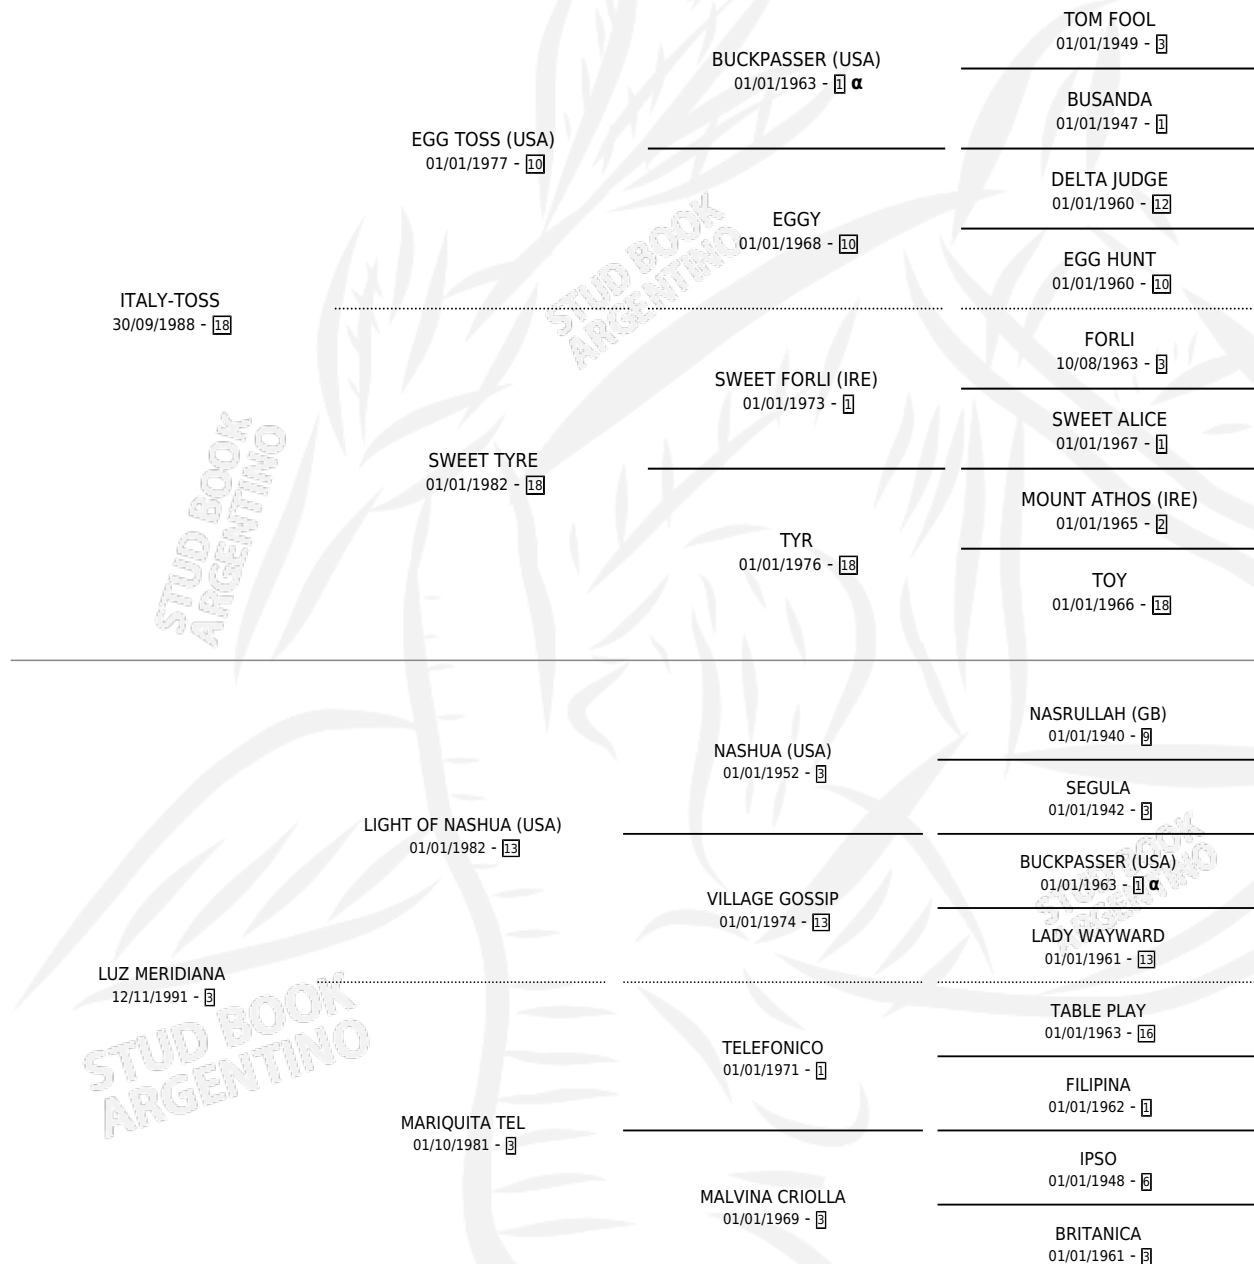 TOM FOOL
01/01/1949 - 3
BUCKPASSER (USA)
01/01/1963 - 1 α
BUSANDA
01/01/1947 - 1
EGG TOSS (USA)
01/01/1977 - 10
DELTA JUDGE
01/01/1960 - 12
EGGY
01/01/1968 - 10
EGG HUNT
01/01/1960 - 10
ITALY-TOSS
30/09/1988 - 18
FORLI
10/08/1963 - 3
SWEET FORLI (IRE)
01/01/1973 - 1
SWEET ALICE
01/01/1967 - 1
SWEET TYRE
01/01/1982 - 18
MOUNT ATHOS (IRE)
01/01/1965 - 2
TYR
01/01/1976 - 18
TOY
01/01/1966 - 18
NASRULLAH (GB)
01/01/1940 - 9
NASHUA (USA)
01/01/1952 - 3
SEGULA
01/01/1942 - 3
LIGHT OF NASHUA (USA)
01/01/1982 - 13
BUCKPASSER (USA)
01/01/1963 - 1 α
VILLAGE GOSSIP
01/01/1974 - 13
LADY WAYWARD
01/01/1961 - 13
LUZ MERIDIANA
12/11/1991 - 3
TABLE PLAY
01/01/1963 - 16
TELEFONICO
01/01/1971 - 1
FILIPINA
01/01/1962 - 1
MARIQUITA TEL
01/10/1981 - 3
IPSO
01/01/1948 - 6
MALVINA CRIOLLA
01/01/1969 - 3
BRITANICA
01/01/1961 - 3
STUD BOOK
ARGENTINO
STUD BOOK
ARGENTINO
STUD BOOK
ARGENTINO
STUD BOOK
ARGENTINO